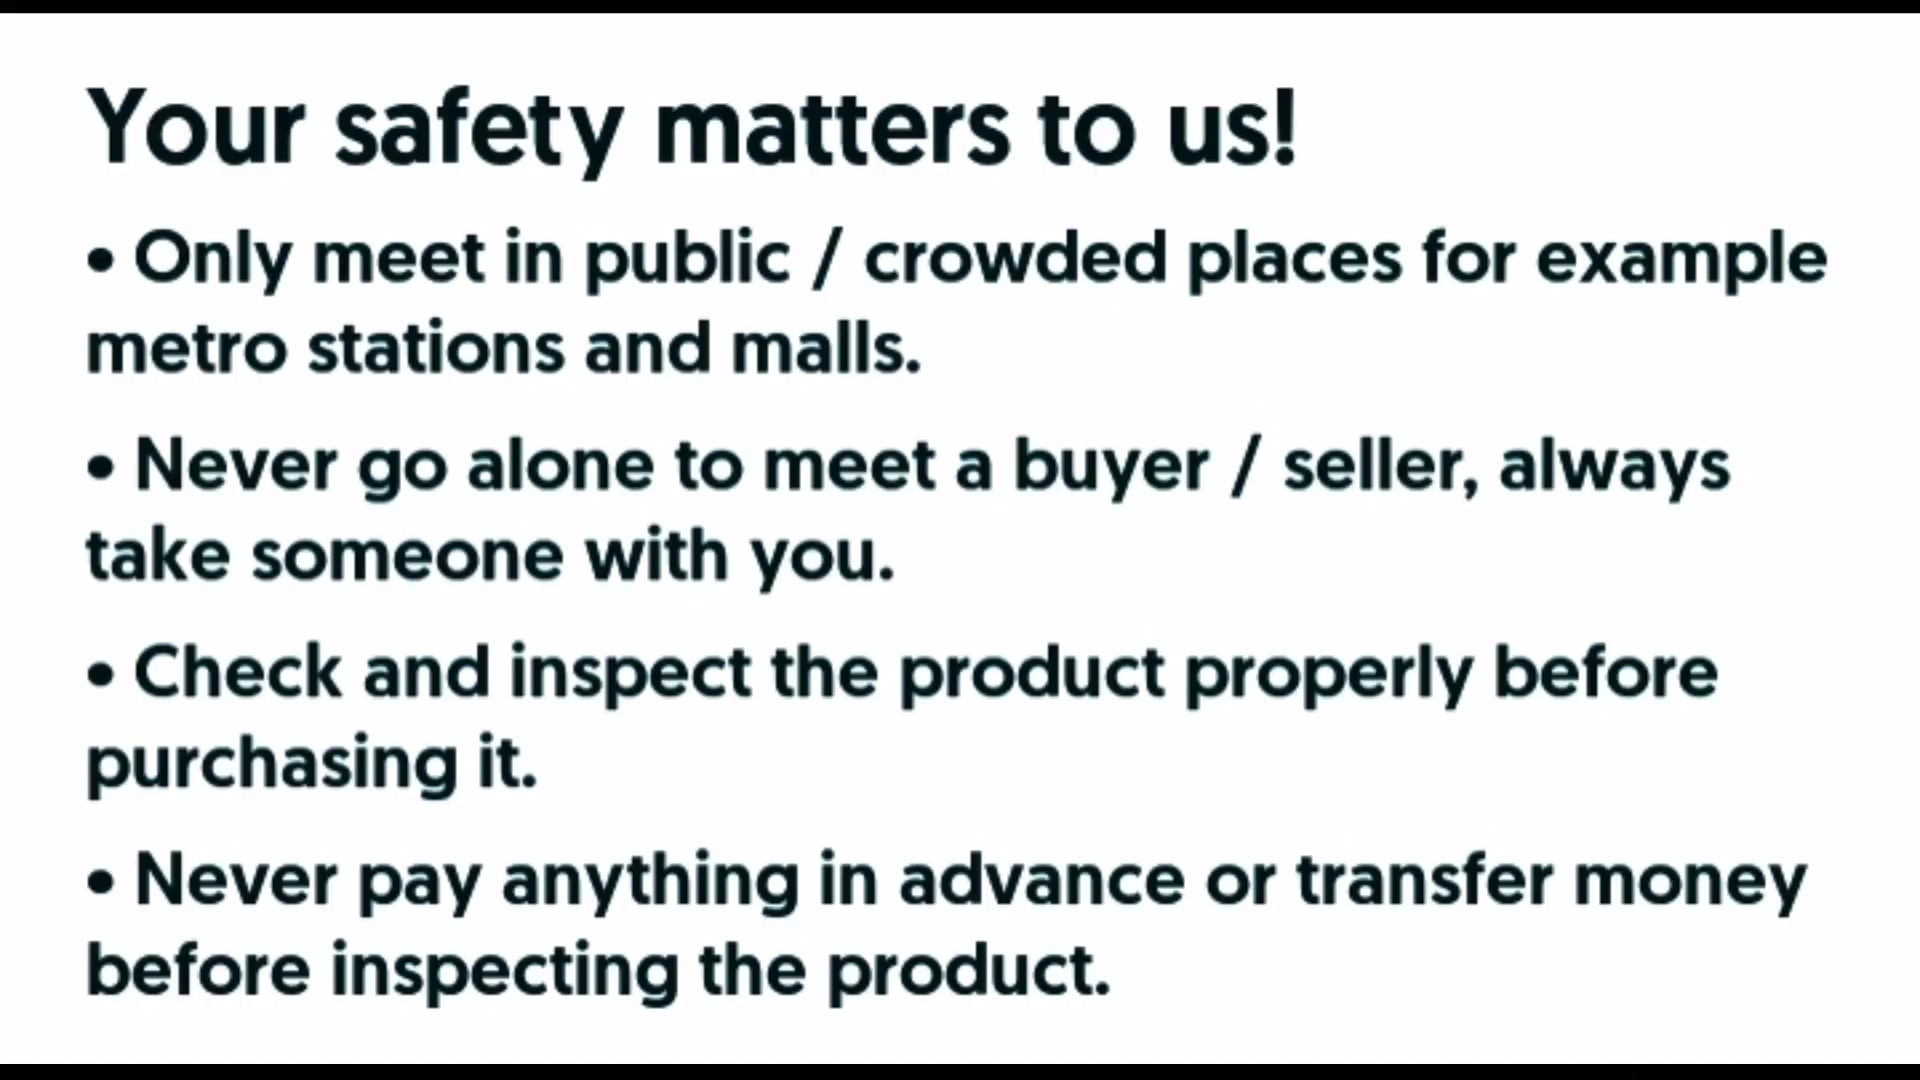 Your safety matters to us!
• Only meet in public / crowded places for example
metro stations and malls.
• Never go alone to meet a buyer / seller, always
take someone with you.
• Check and inspect the product properly before
purchasing it.
• Never pay anything in advance or transfer money
before inspecting the product.